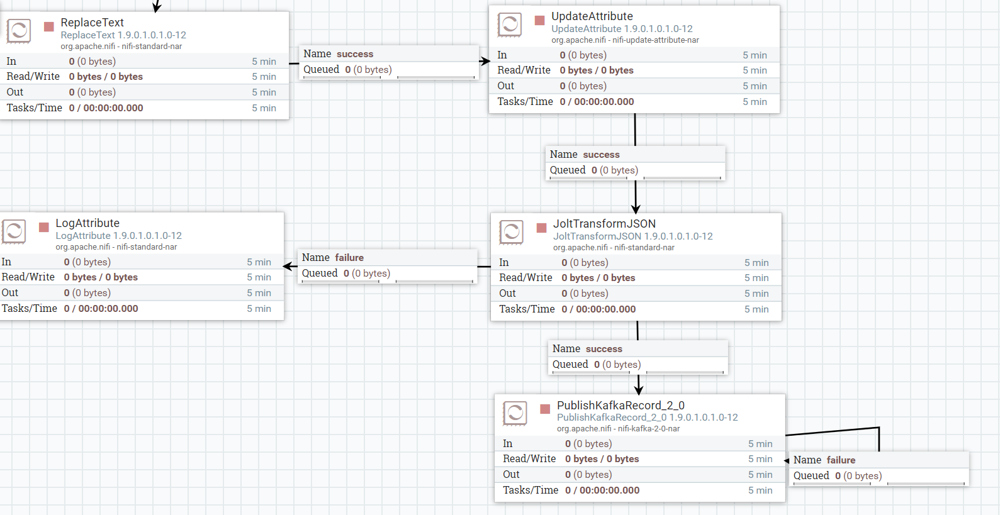 ReplaceText
ReplaceText 1.9.0.1.0.1.0-12
org.apache.nifi - nifi-standard-nar
In 0 (0 bytes) 5 min
Read/Write 0 bytes / 0 bytes 5 min
Out 0 (0 bytes) 5 min
Tasks/Time 0 / 00:00:00.000 5 min
Name success
Queued 0 (0 bytes)
UpdateAttribute
UpdateAttribute 1.9.0.1.0.1.0-12
org.apache.nifi - nifi-update-attribute-nar
In 0 (0 bytes) 5 min
Read/Write 0 bytes / 0 bytes 5 min
Out 0 (0 bytes) 5 min
Tasks/Time 0 / 00:00:00.000 5 min
Name success
Queued 0 (0 bytes)
LogAttribute
LogAttribute 1.9.0.1.0.1.0-12
org.apache.nifi - nifi-standard-nar
In 0 (0 bytes) 5 min
Read/Write 0 bytes / 0 bytes 5 min
Out 0 (0 bytes) 5 min
Tasks/Time 0 / 00:00:00.000 5 min
Name failure
Queued 0 (0 bytes)
JoltTransformJSON
JoltTransformJSON 1.9.0.1.0.1.0-12
org.apache.nifi - nifi-standard-nar
In 0 (0 bytes) 5 min
Read/Write 0 bytes / 0 bytes 5 min
Out 0 (0 bytes) 5 min
Tasks/Time 0 / 00:00:00.000 5 min
Name success
Queued 0 (0 bytes)
PublishKafkaRecord_2_0
PublishKafkaRecord_2_0 1.9.0.1.0.1.0-12
org.apache.nifi - nifi-kafka-2-0-nar
In 0 (0 bytes) 5 min
Read/Write 0 bytes / 0 bytes 5 min
Out 0 (0 bytes) 5 min
Tasks/Time 0 / 00:00:00.000 5 min
Name failure
Queued 0 (0 bytes)